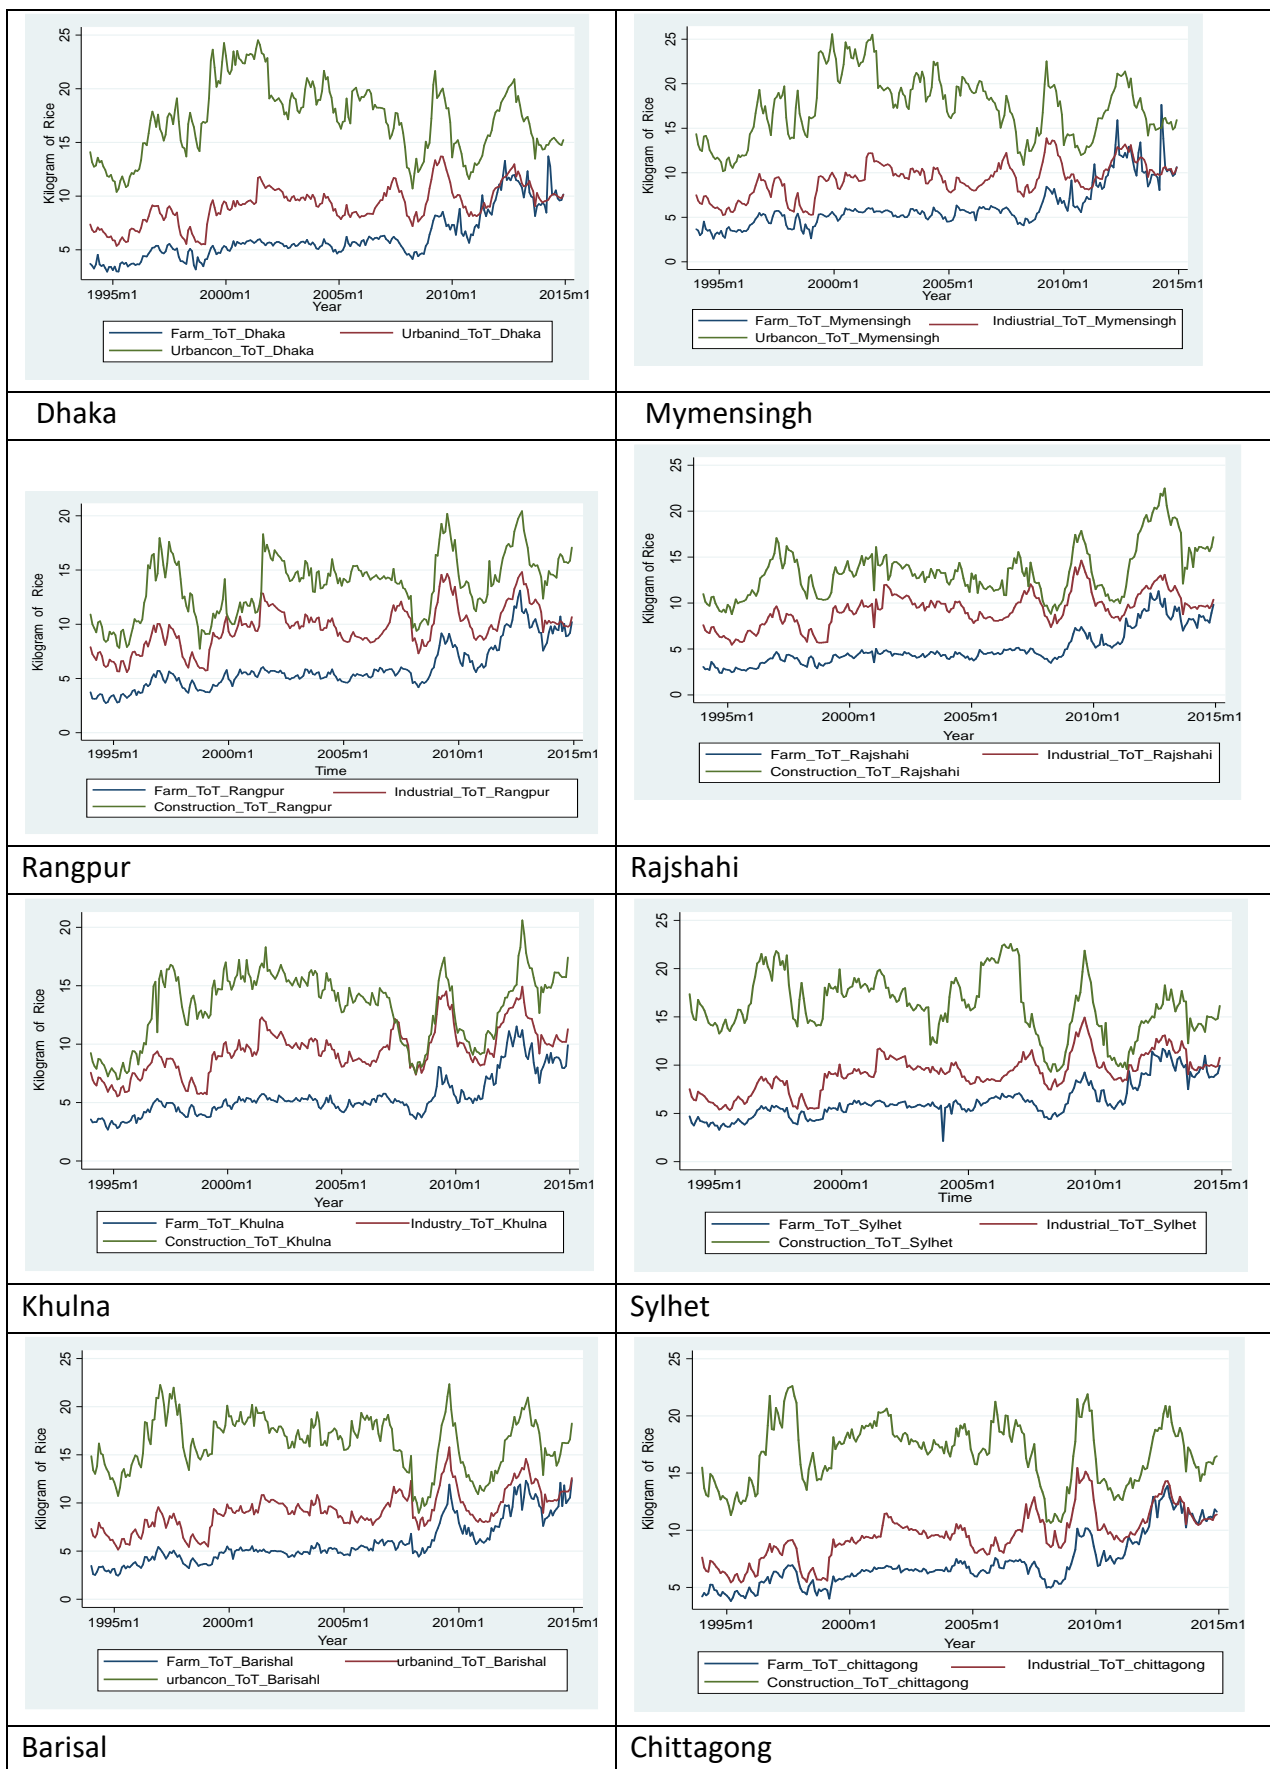 25
20
15
10
5
Kilogram of Rice
1995m1 2000m1 2005m1 2010m1 2015m1
Year
Farm_ToT_Dhaka Urbanind_ToT_Dhaka
Urbancon_ToT_Dhaka
25
20
15
10
5
0
Kilogram of Rice
1995m1 2000m1 2005m1 2010m1 2015m1
Year
Farm_ToT_Mymensingh Indiustrial_ToT_Mymensingh
Urbancon_ToT_Mymensingh
Dhaka
Mymensingh
20
15
10
5
0
Kilogram of Rice
1995m1 2000m1 2005m1 2010m1 2015m1
Time
Farm_ToT_Rangpur Industrial_ToT_Rangpur
Construction_ToT_Rangpur
25
20
15
10
5
0
Kilogram of Rice
1995m1 2000m1 2005m1 2010m1 2015m1
Year
Farm_ToT_Rajshahi Industrial_ToT_Rajshahi
Construction_ToT_Rajshahi
Rangpur
Rajshahi
20
15
10
5
0
Kilogram of Rice
1995m1 2000m1 2005m1 2010m1 2015m1
Year
Farm_ToT_Khulna Industry_ToT_Khulna
Construction_ToT_Khulna
25
20
15
10
5
0
Kilogram of Rice
1995m1 2000m1 2005m1 2010m1 2015m1
Time
Farm_ToT_Sylhet Industrial_ToT_Sylhet
Construction_ToT_Sylhet
Khulna
Sylhet
25
20
15
10
5
0
Kilogram of Rice
1995m1 2000m1 2005m1 2010m1 2015m1
Year
Farm_ToT_Barishal urbanind_ToT_Barishal
urbancon_ToT_Barisahl
25
20
15
10
5
Kilogram of Rice
1995m1 2000m1 2005m1 2010m1 2015m1
Year
Farm_ToT_chittagong Industrial_ToT_chittagong
Construction_ToT_chittagong
Barisal
Chittagong